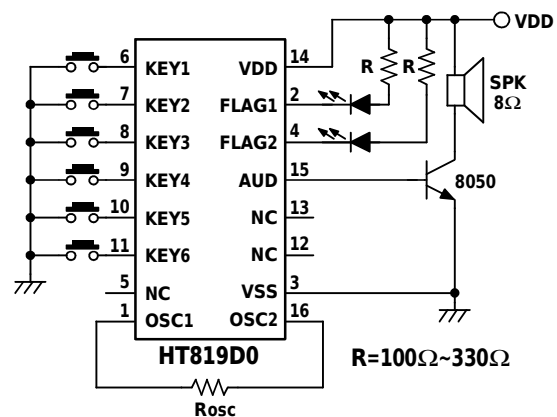 VDD
6 KEY1 VDD 14
R R
SPK
8Ω
7 KEY2 FLAG1 2
8 KEY3 FLAG2 4
9 KEY4 AUD 15
8050
10 KEY5 NC 13
11 KEY6 NC 12
5 NC VSS 3
1 OSC1 OSC2 16
HT819D0
R=100Ω~330Ω
Rosc